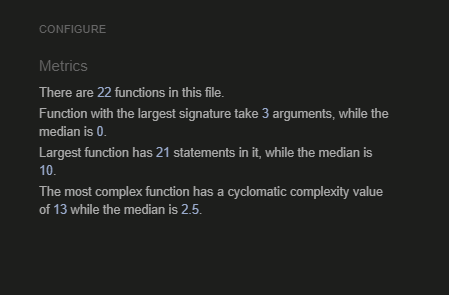 CONFIGURE
Metrics
There are 22 functions in this file.
Function with the largest signature take 3 arguments, while the
median is 0.
Largest function has 21 statements in it, while the median is
10.
The most complex function has a cyclomatic complexity value
of 13 while the median is 2.5.